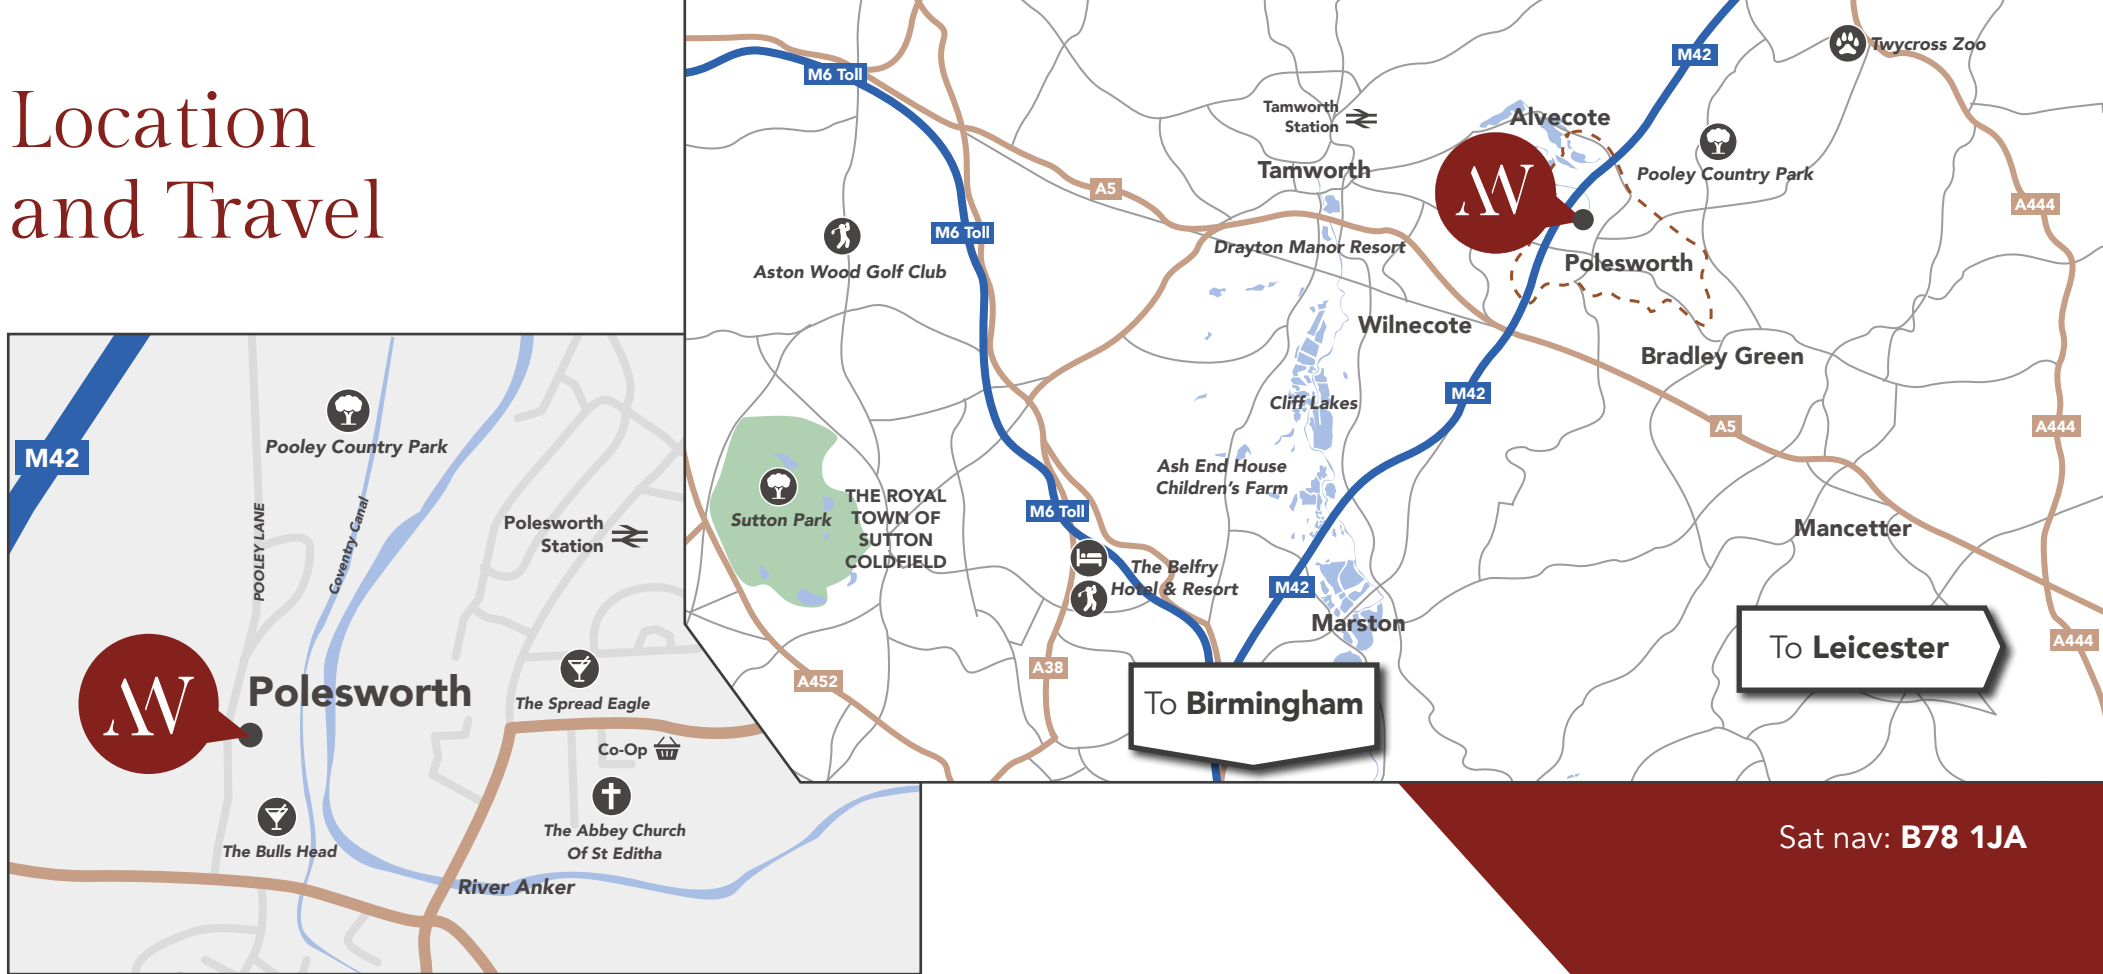 Location
and Travel
M42
Pooley Country Park
POOLEY LANE
Coventry Canal
Polesworth
Station
AW
Polesworth
The Spread Eagle
Co-Op
The Bulls Head
The Abbey Church
Of St Editha
River Anker
M6 Toll
M42
Twycross Zoo
Tamworth
Station
Alvecote
Tamworth
AW
Pooley Country Park
A5
A444
M6 Toll
Drayton Manor Resort
Aston Wood Golf Club
Polesworth
Wilnecote
Bradley Green
M42
Cliff Lakes
A5
A444
Ash End House
Children's Farm
Sutton Park
THE ROYAL
TOWN OF
SUTTON
COLDFIELD
M6 Toll
Mancetter
The Belfry
Hotel & Resort
M42
Marston
A444
To Leicester
A452
A38
To Birmingham
Sat nav: B78 1JA